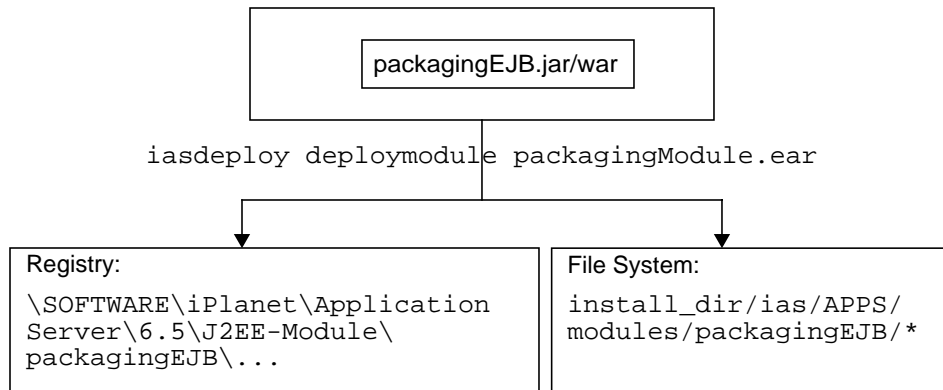 packagingEJB.jar/war
iasdeploy deploymodule packagingModule.ear
Registry:
\SOFTWARE\iPlanet\Application
Server\6.5\J2EE-Module\
packagingEJB\...
File System:
install_dir/ias/APPS/
modules/packagingEJB/*